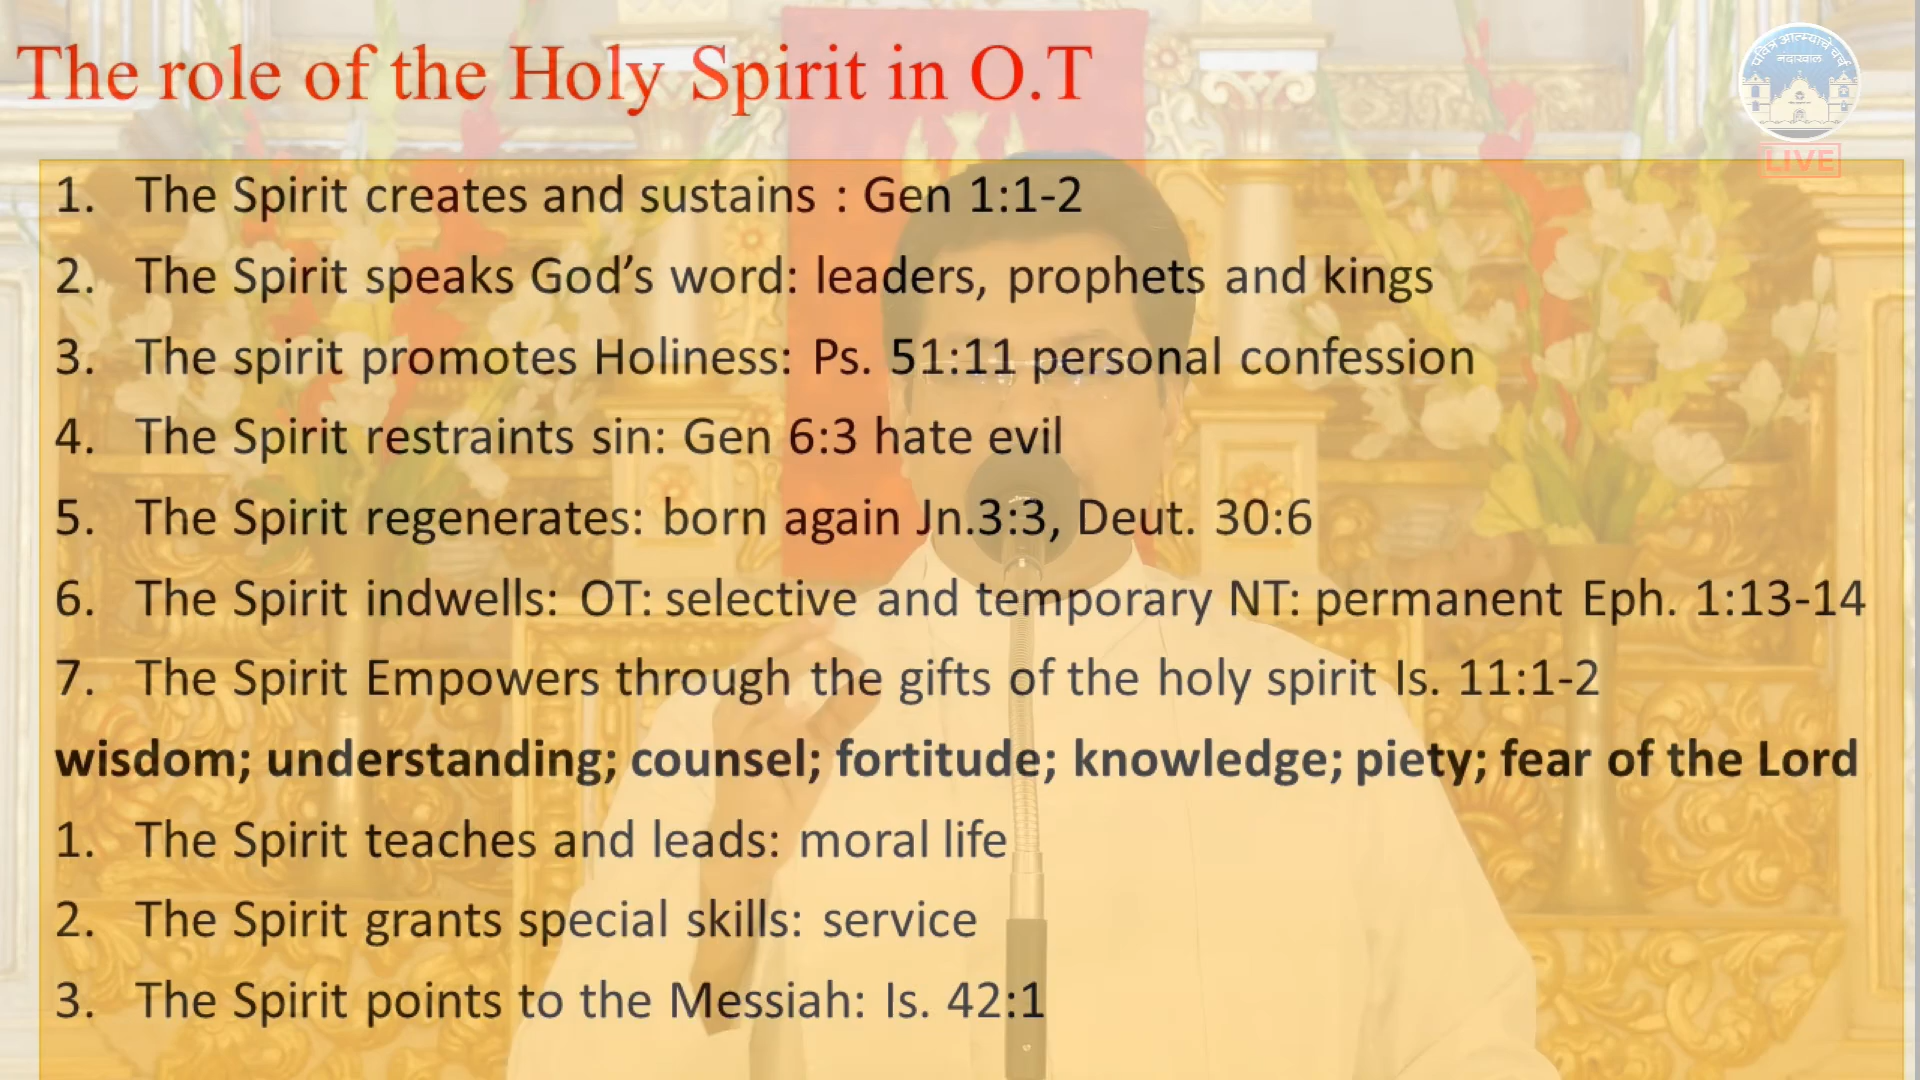 The role of the Holy Spirit in O.T
पवित्र आत्म्याचे चर्च
नंदाखाल
LIVE
1. The Spirit creates and sustains : Gen 1:1-2
2. The Spirit speaks God’s word: leaders, prophets and kings
3. The spirit promotes Holiness: Ps. 51:11 personal confession
4. The Spirit restraints sin: Gen 6:3 hate evil
5. The Spirit regenerates: born again Jn.3:3, Deut. 30:6
6. The Spirit indwells: OT: selective and temporary NT: permanent Eph. 1:13-14
7. The Spirit Empowers through the gifts of the holy spirit Is. 11:1-2
wisdom; understanding; counsel; fortitude; knowledge; piety; fear of the Lord
1. The Spirit teaches and leads: moral life
2. The Spirit grants special skills: service
3. The Spirit points to the Messiah: Is. 42:1